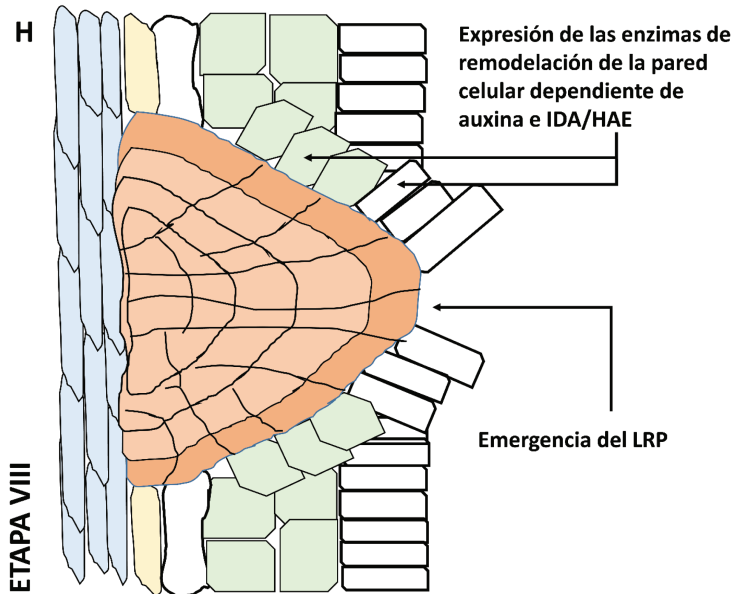 H
Expresión de las enzimas de
remodelación de la pared
celular dependiente de
auxina e IDA/HAE
Emergencia del LRP
ETAPA VIII